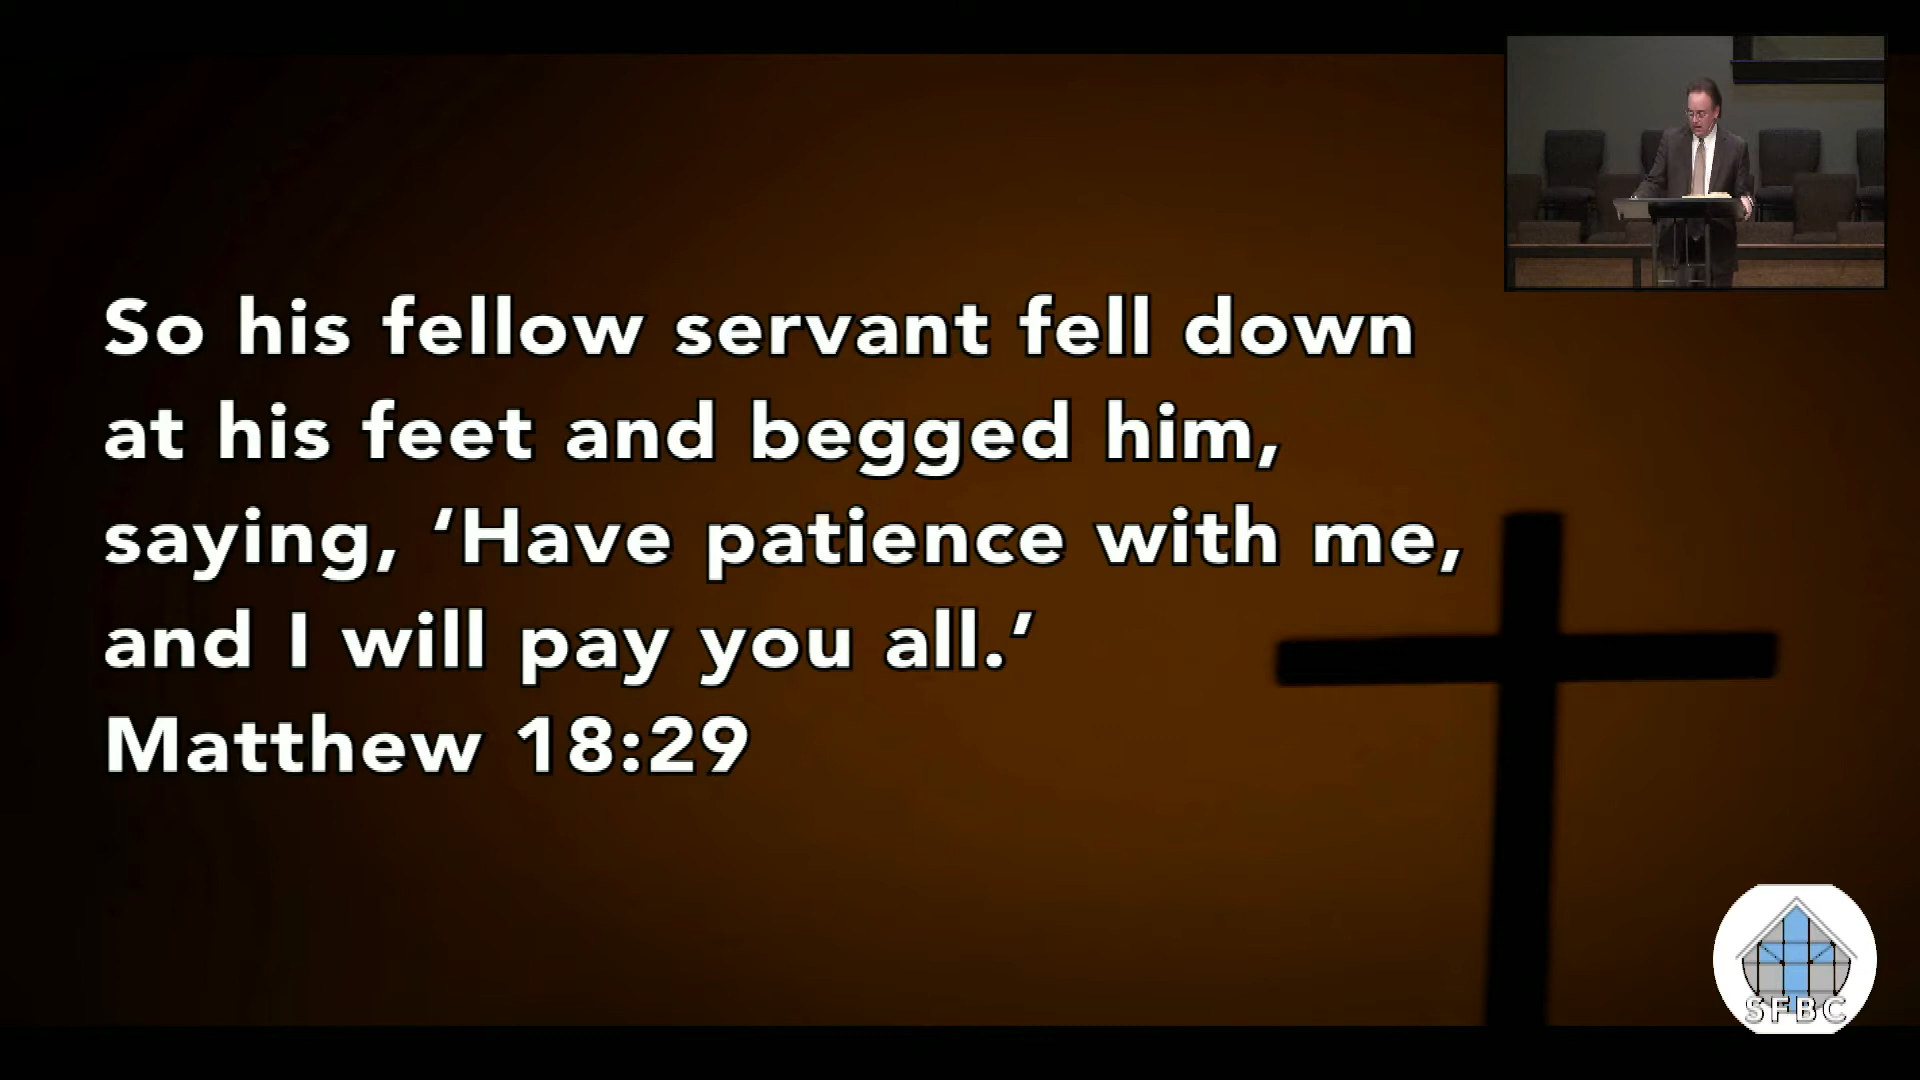 So his fellow servant fell down
at his feet and begged him,
saying, ‘Have patience with me,
and I will pay you all.’
Matthew 18:29
SFBC